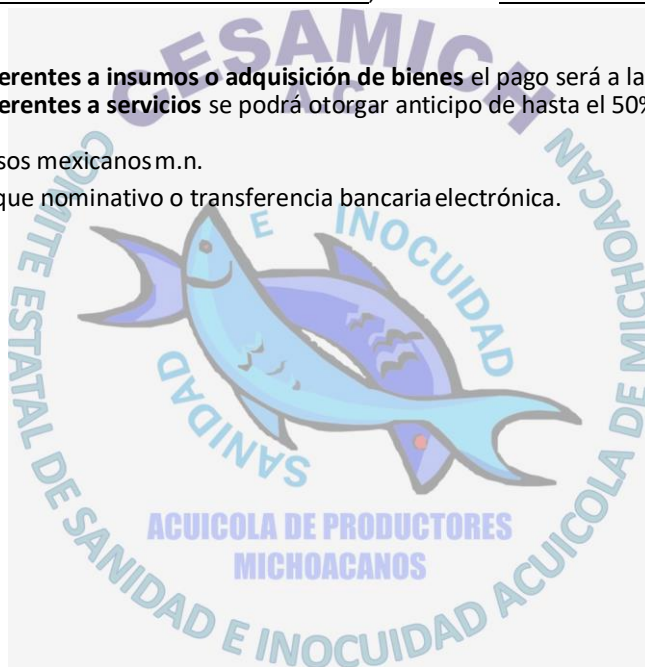 CESAMICH
A.C
erentes a insumos o adquisición de bienes el pago será a la
erentes a servicios se podrá otorgar anticipo de hasta el 50%
sos mexicanos m.n.
que nominativo o transferencia bancaria electrónica.
COMITE ESTATAL DE SANIDAD E INOCUIDAD ACUICOLA DE MICHOACAN
SANIDAD E INOCUIDAD
ACUICOLA DE PRODUCTORES
MICHOACANOS